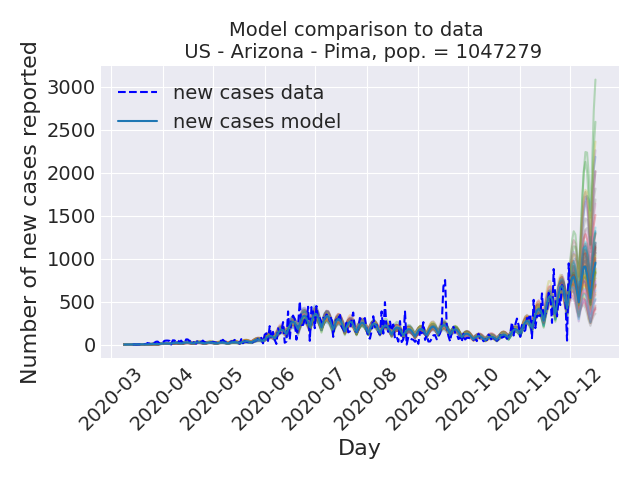 Model comparison to data
US - Arizona - Pima, pop. = 1047279
new cases data
new cases model
Number of new cases reported
3000
2500
2000
1500
1000
500
0
2020-03
2020-04
2020-05
2020-06
2020-07
2020-08
2020-09
2020-10
2020-11
2020-12
Day